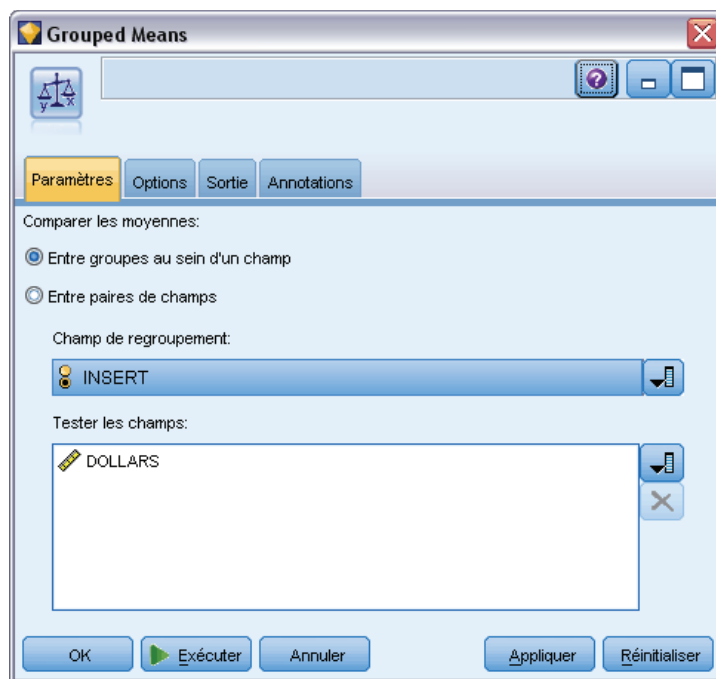 Grouped Means
y x
?
Paramètres Options Sortie Annotations
Comparer les moyennes:
Entre groupes au sein d'un champ
Entre paires de champs
Champ de regroupement:
INSERT
Tester les champs:
DOLLARS
OK Exécuter Annuler Appliquer Réinitialiser